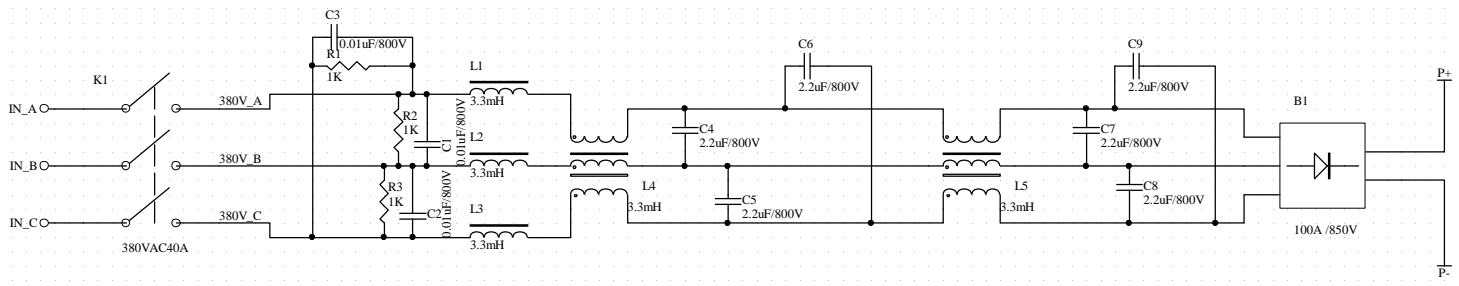 C3
0.01uF/800V
R1
1K
K1
IN_A
380V_A
IN_B
380V_B
IN_C
380V_C
380VAC40A
R2
1K
C1
0.01uF/800V
R3
1K
C2
0.01uF/800V
L1
3.3mH
L2
3.3mH
L3
3.3mH
L4
3.3mH
C4
2.2uF/800V
C5
2.2uF/800V
C6
2.2uF/800V
L5
3.3mH
C7
2.2uF/800V
C8
2.2uF/800V
C9
2.2uF/800V
B1
100A /850V
P+
P-